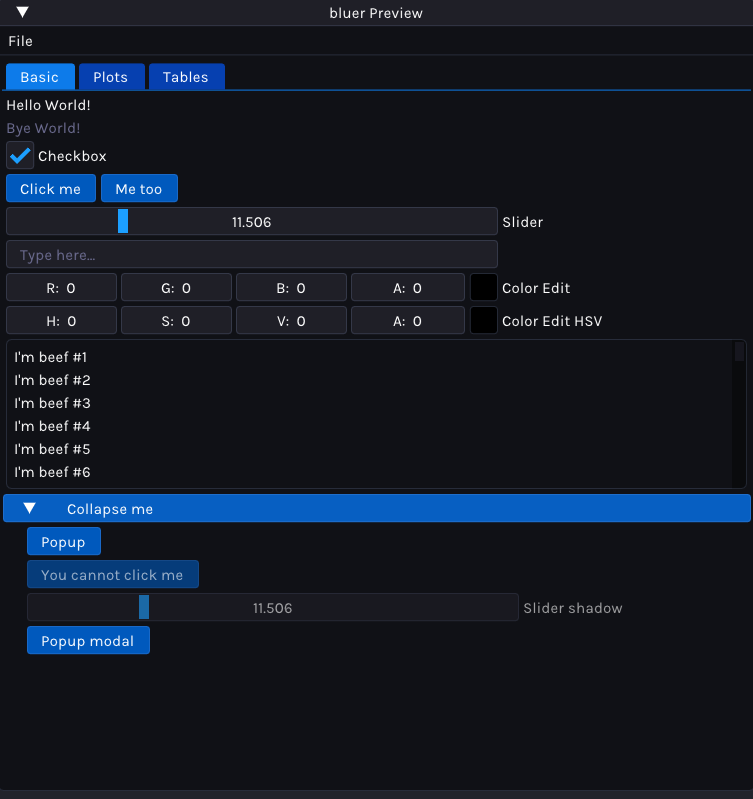 bluer Preview
File
Basic Plots Tables
Hello World!
Bye World!
Checkbox
Click me Me too
11.506 Slider
Type here...
R: 0 G: 0 B: 0 A: 0 Color Edit
H: 0 S: 0 V: 0 A: 0 Color Edit HSV
I'm beef #1
I'm beef #2
I'm beef #3
I'm beef #4
I'm beef #5
I'm beef #6
Collapse me
Popup
You cannot click me
11.506 Slider shadow
Popup modal